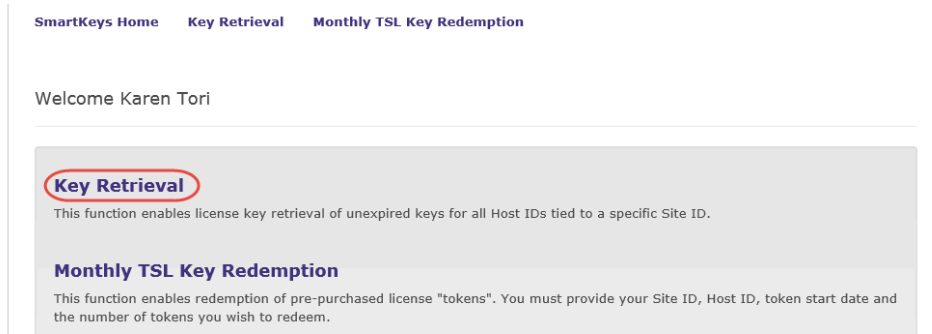 SmartKeys Home Key Retrieval Monthly TSL Key Redemption
Welcome Karen Tori
Key Retrieval
This function enables license key retrieval of unexpired keys for all Host IDs tied to a specific Site ID.
Monthly TSL Key Redemption
This function enables redemption of pre-purchased license "tokens". You must provide your Site ID, Host ID, token start date and
the number of tokens you wish to redeem.